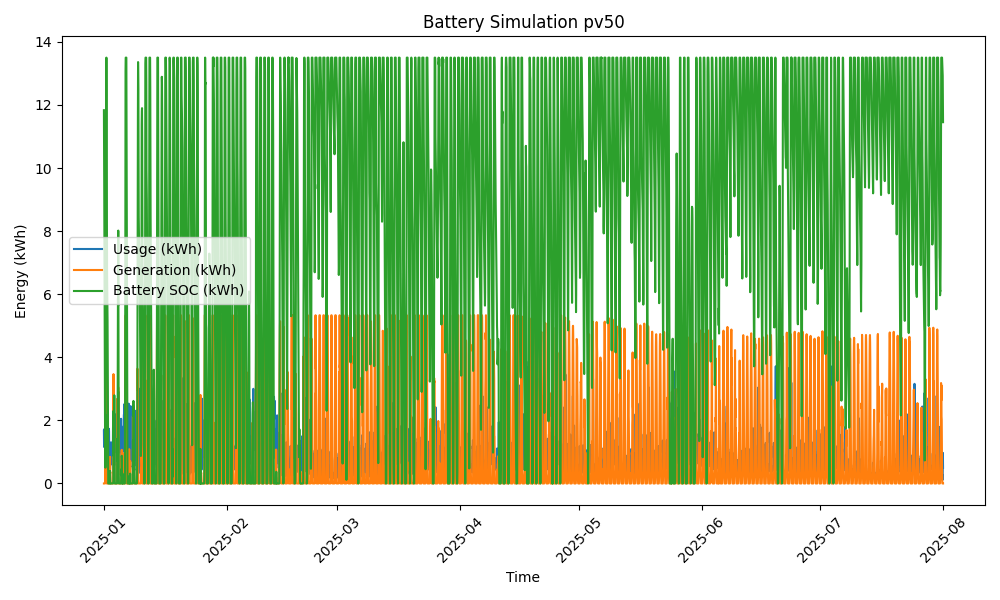 Battery Simulation pv50
Energy (kWh)
14
12
10
8
6
4
2
0
Usage (kWh)
Generation (kWh)
Battery SOC (kWh)
2025-01
2025-02
2025-03
2025-04
2025-05
2025-06
2025-07
2025-08
Time